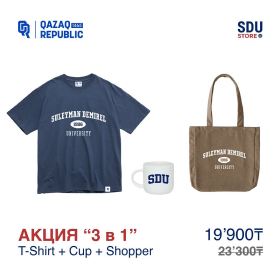 QAZAQ
REPUBLIC
SDU
STORE
SULEYMAN DEMIREL
1996
UNIVERSITY
SDU
SULEYMAN DEMIREL
UNIVERSITY
АКЦИЯ “3 в 1”
19’900₸
T-Shirt + Cup + Shopper
23’300₸